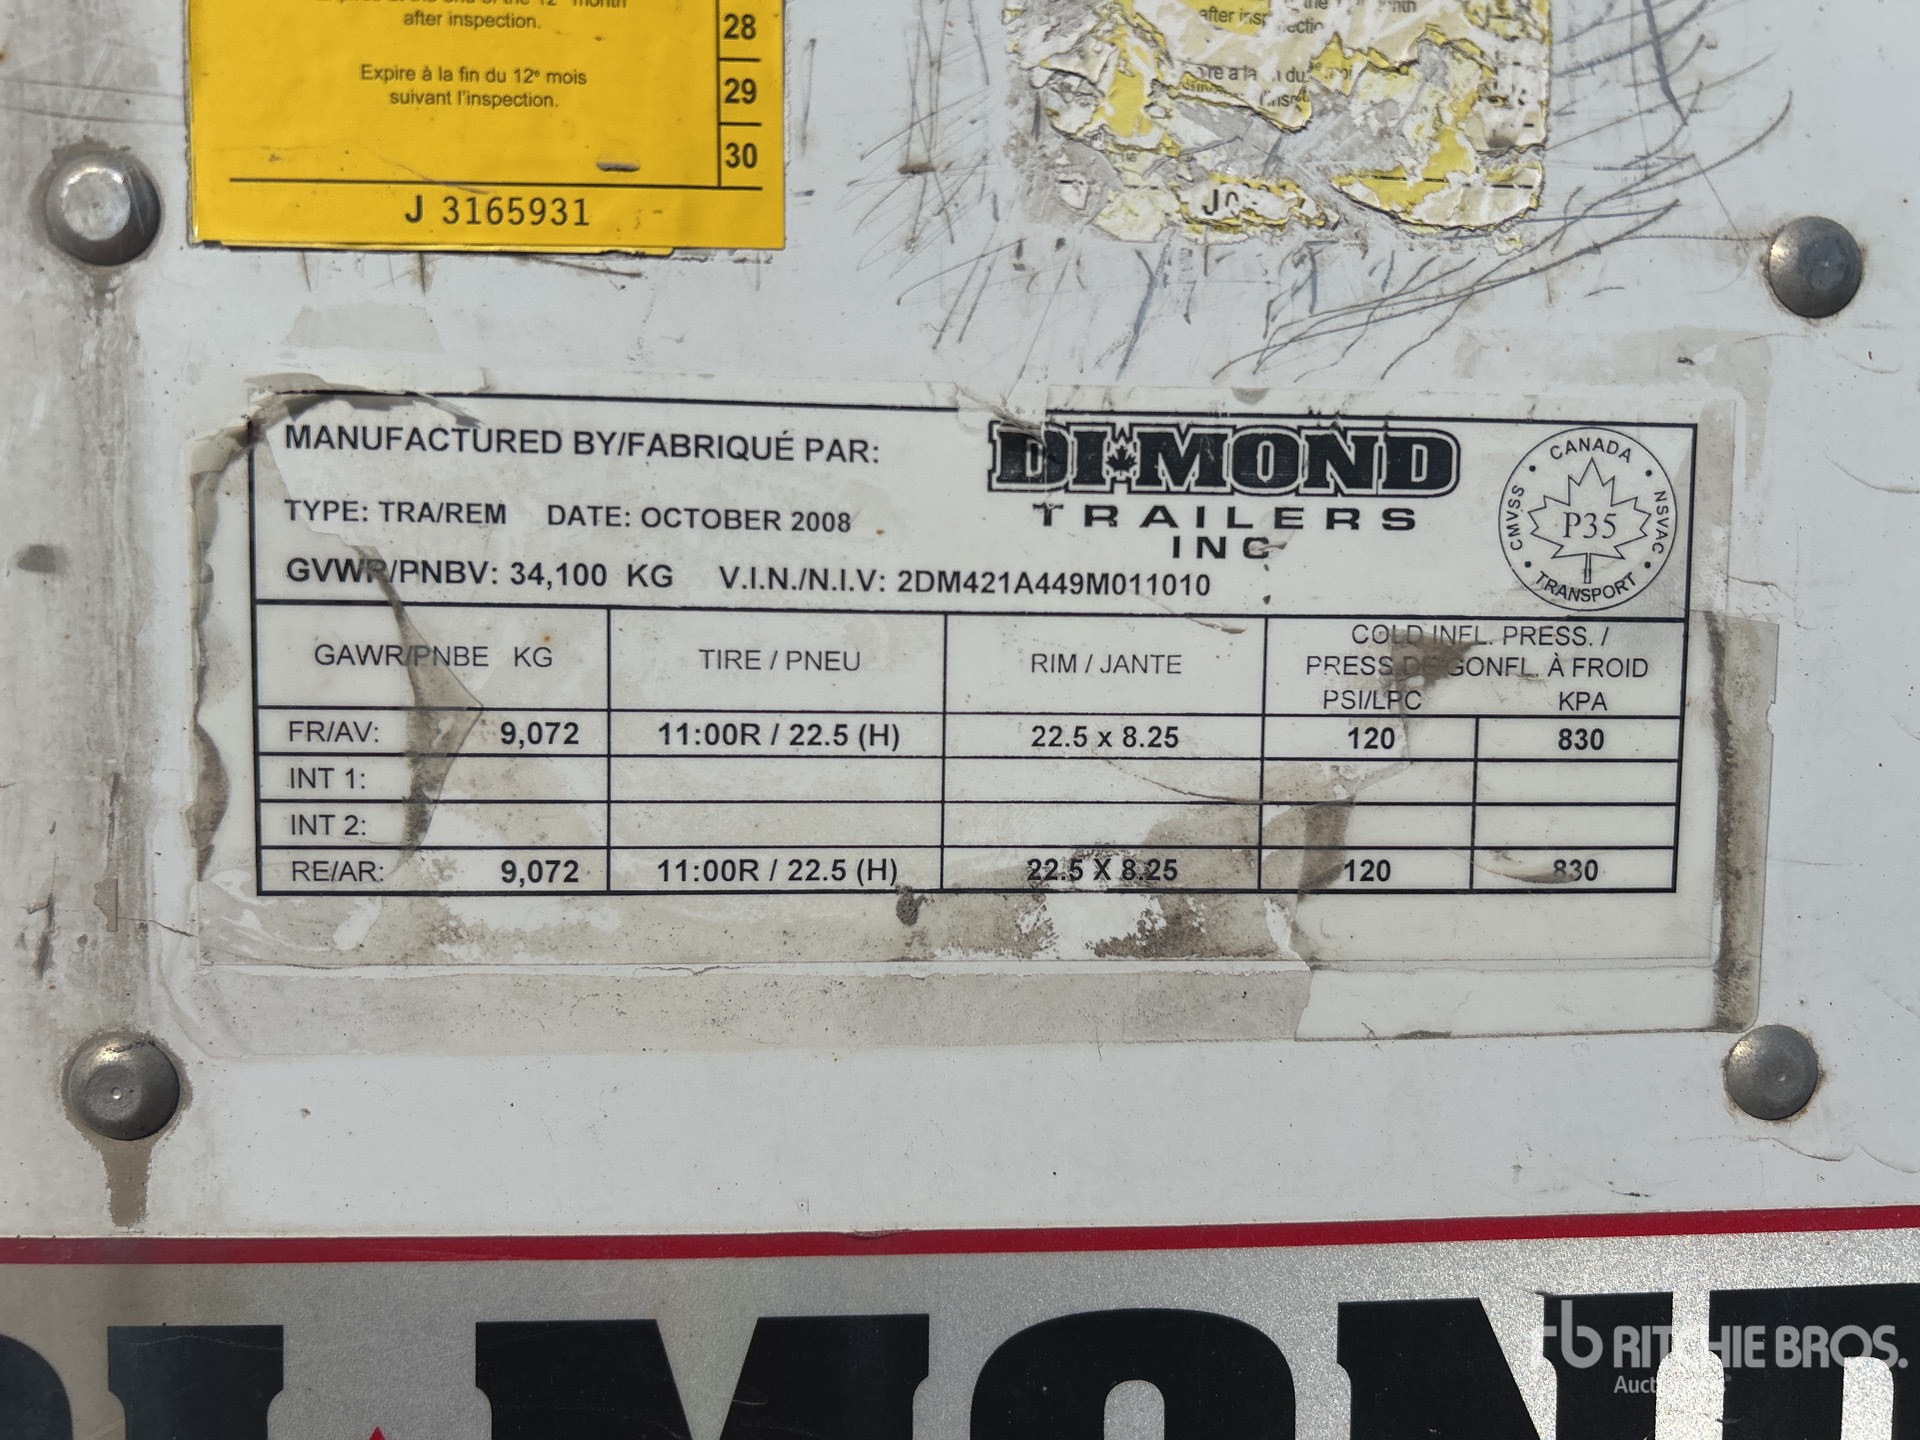 after inspection.
Expire à la fin du 12e mois
suivant l'inspection.
28
29
30
J 3165931
MANUFACTURED BY/FABRIQUÉ PAR:
DI-MOND
TRAILERS
INC
TYPE: TRA/REM DATE: OCTOBER 2008
GVWR/PNBV: 34,100 KG V.I.N./N.I.V: 2DM421A449M011010
CANADA
CMVSS
NSVAC
P35
TRANSPORT
GAWR/PNBE KG
TIRE / PNEU
RIM / JANTE
COLD INFL. PRESS. /
PRESS DE GONFL. À FROID
PSI/LPC KPA
FR/AV: 9,072 11:00R / 22.5 (H) 22.5 x 8.25 120 830
INT 1:
INT 2:
RE/AR: 9,072 11:00R / 22.5 (H) 22.5 X 8.25 120 830
DI-MOND
rb RITCHIE BROS.